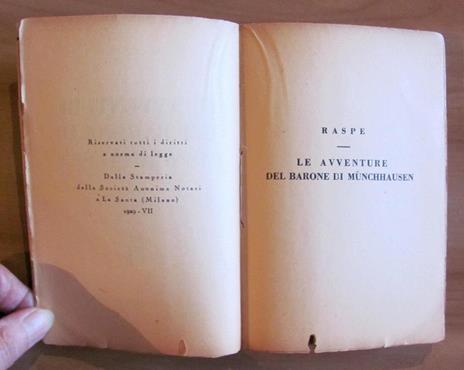 Riservati tutti i diritti
a norma di legge
—
Dalla Stamperia
della Società Anonima Notari
a La Santa (Milano)
1929 - VII
RASPE
—
LE AVVENTURE
DEL BARONE DI MÜNCHHAUSEN